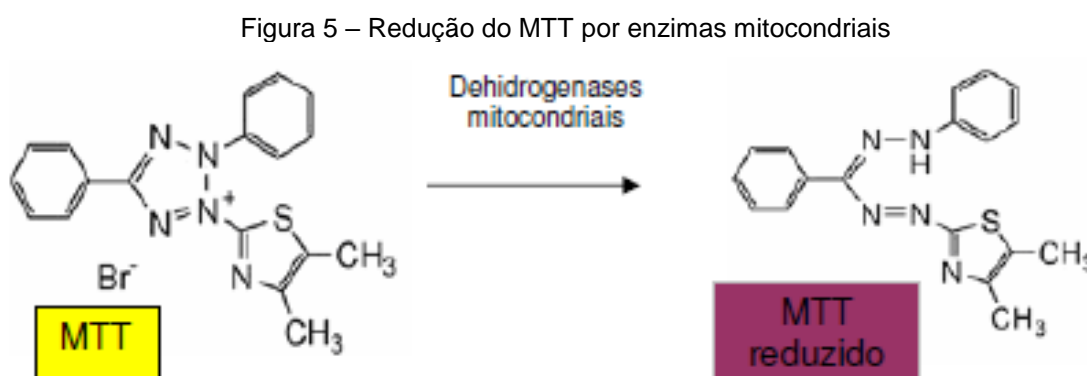 Figura 5 – Redução do MTT por enzimas mitocondriais
Dehidrogenases
mitocondriais
N
N
N
N
+
S
N
CH₃
CH₃
Br⁻
MTT
N
N
H
N
N
S
N
CH₃
CH₃
MTT
reduzido